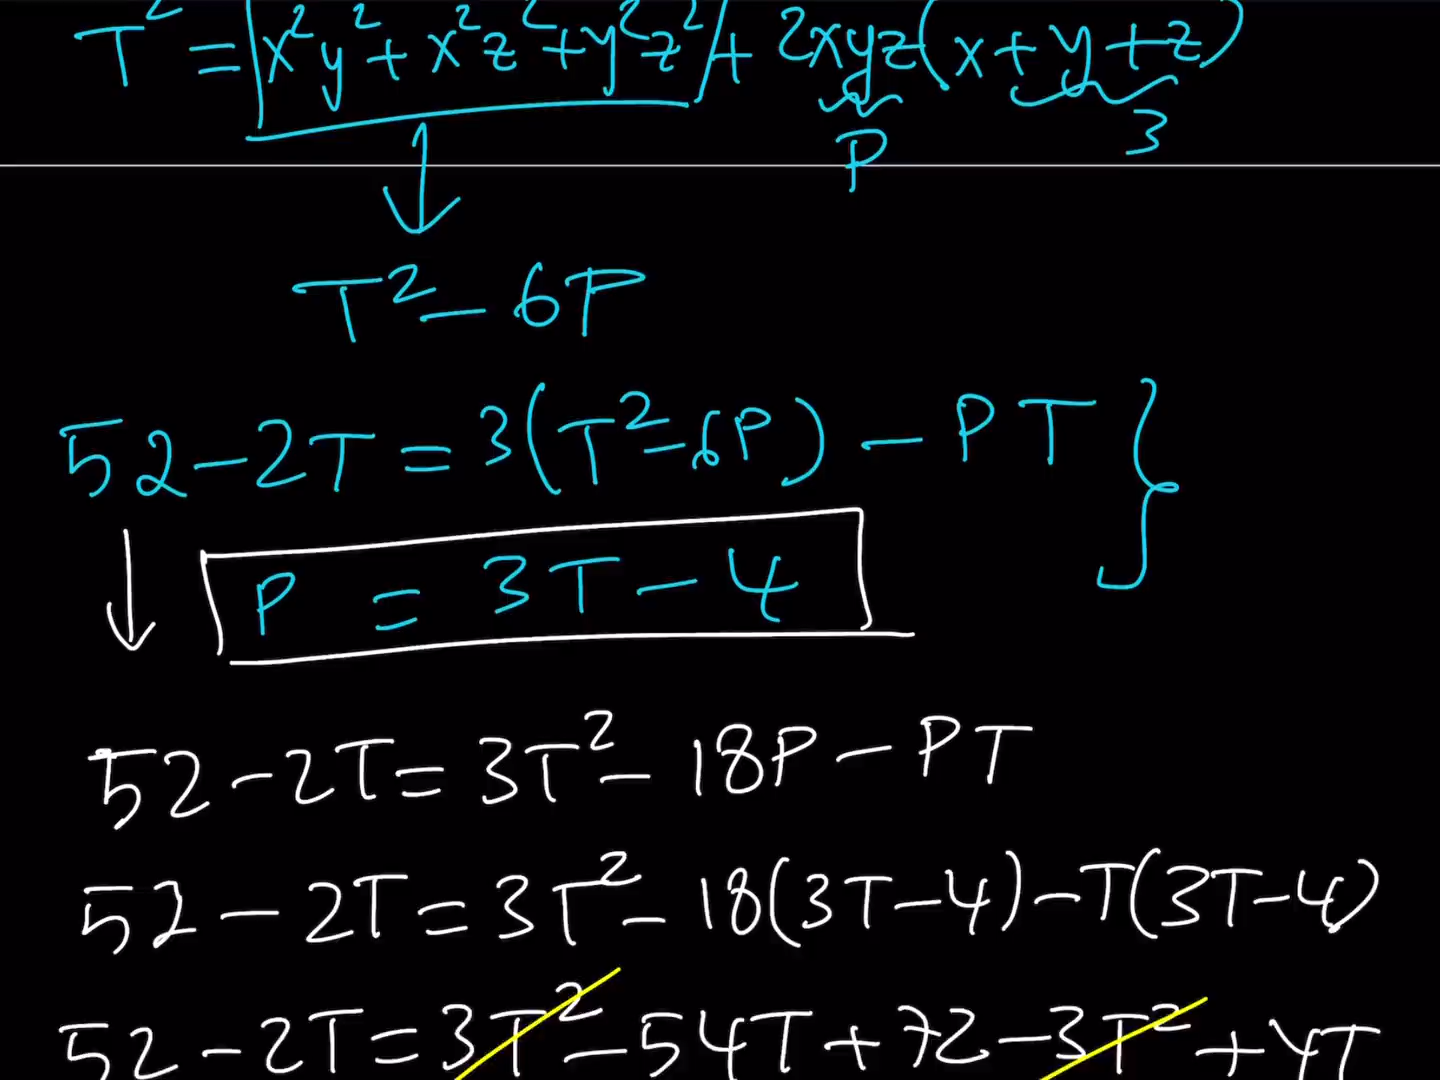 T² = (x²y² + x²z² + y²z²) + 2xyz(x+y+z)
P 3
T² - 6P
52 - 2T = 3(T² - 6P) - PT
P = 3T - 4
52 - 2T = 3T² - 18P - PT
52 - 2T = 3T² - 18(3T - 4) - T(3T - 4)
52 - 2T = 3T² - 54T + 72 - 3T² + 4T